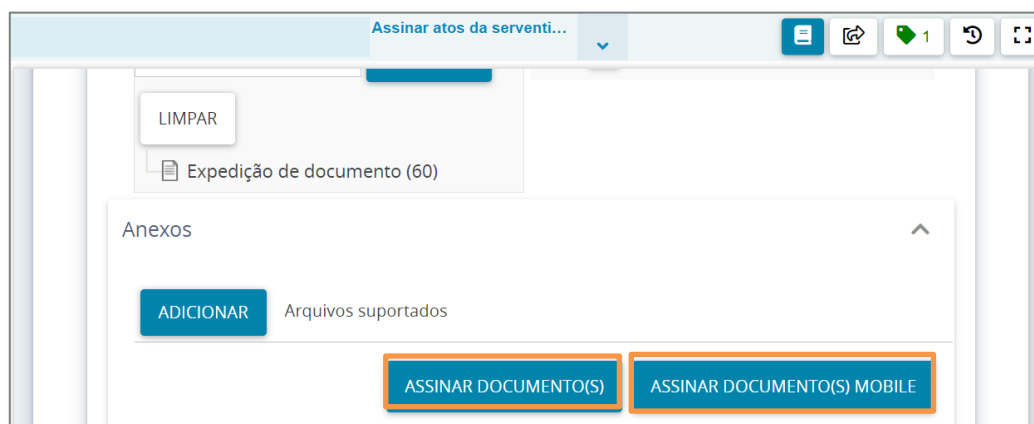 Assinar atos da serventi...
1
LIMPAR
Expedição de documento (60)
Anexos
ADICIONAR Arquivos suportados
ASSINAR DOCUMENTO(S) ASSINAR DOCUMENTO(S) MOBILE